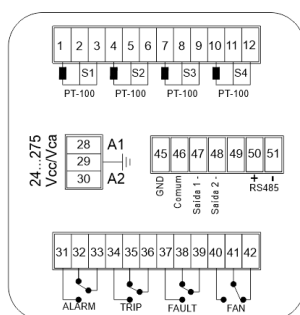 1 2 3 4 5 6 7 8 9 10 11 12
S1 S2 S3 S4
PT-100 PT-100 PT-100 PT-100
24...275
Vcc/Vca
28 A1
29
30 A2
45 46 47 48 49 50 51
GND
Comum
Saída 1 -
Saída 2 -
+ -
RS485
31 32 33 34 35 36 37 38 39 40 41 42
ALARM TRIP FAULT FAN